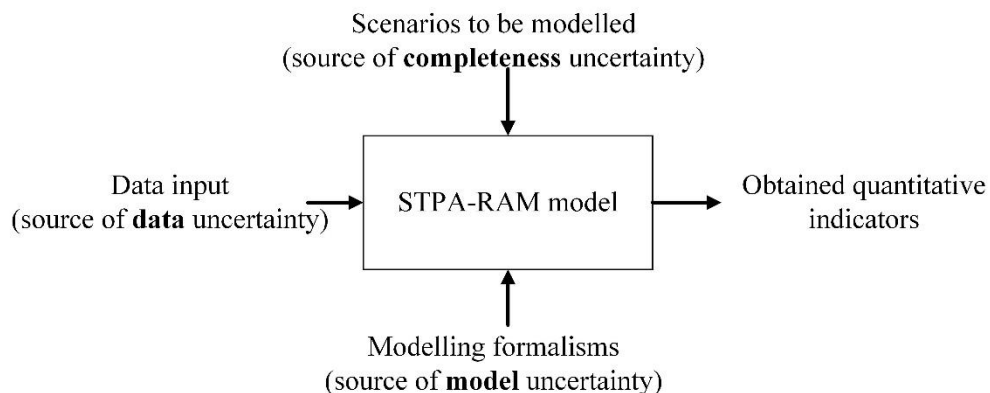 Scenarios to be modelled
(source of completeness uncertainty)
Data input
(source of data uncertainty)
STPA-RAM model
Obtained quantitative
indicators
Modelling formalisms
(source of model uncertainty)